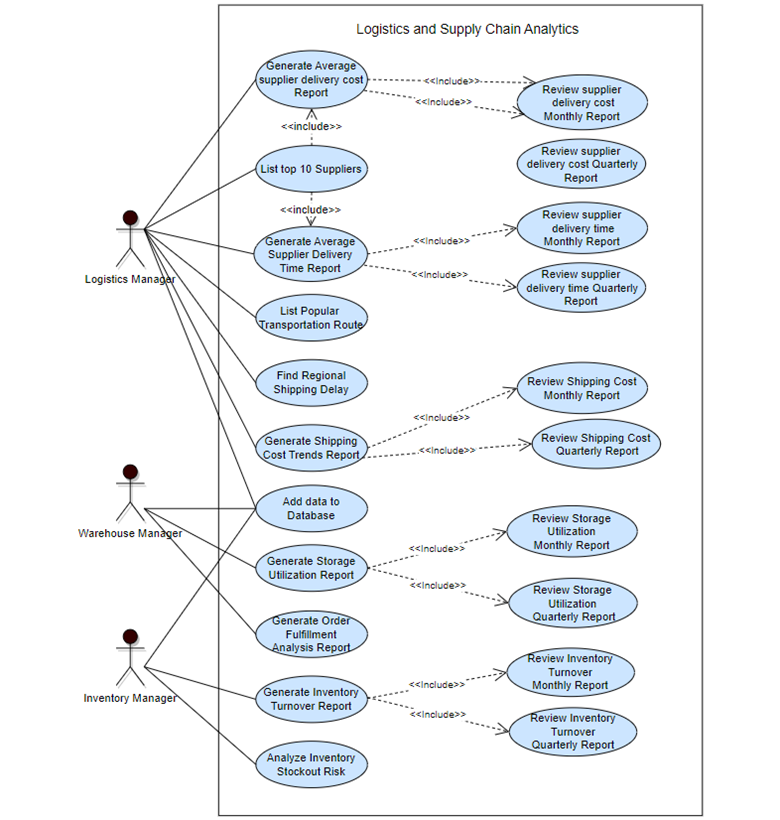 Logistics and Supply Chain Analytics
Generate Average
supplier delivery cost
Report
<<Include>>
<<include>>
Review supplier
delivery cost
Monthly Report
<<include>>
List top 10 Suppliers
Review supplier
delivery cost Quarterly
Report
<<include>>
Generate Average
Supplier Delivery
Time Report
<<Include>>
<<Include>>
Review supplier
delivery time
Monthly Report
Review supplier
delivery time Quarterly
Report
Logistics Manager
List Popular
Transportation Route
Find Regional
Shipping Delay
Generate Shipping
Cost Trends Report
<<Include>>
<<Include>>
Review Shipping Cost
Monthly Report
Review Shipping Cost
Quarterly Report
Add data to
Database
Warehouse Manager
Generate Storage
Utilization Report
<<Include>>
<<Include>>
Review Storage
Utilization
Monthly Report
Review Storage
Utilization
Quarterly Report
Generate Order
Fulfillment
Analysis Report
Inventory Manager
Generate Inventory
Turnover Report
<<Include>>
<<Include>>
Review Inventory
Turnover
Monthly Report
Review Inventory
Turnover
Quarterly Report
Analyze Inventory
Stockout Risk